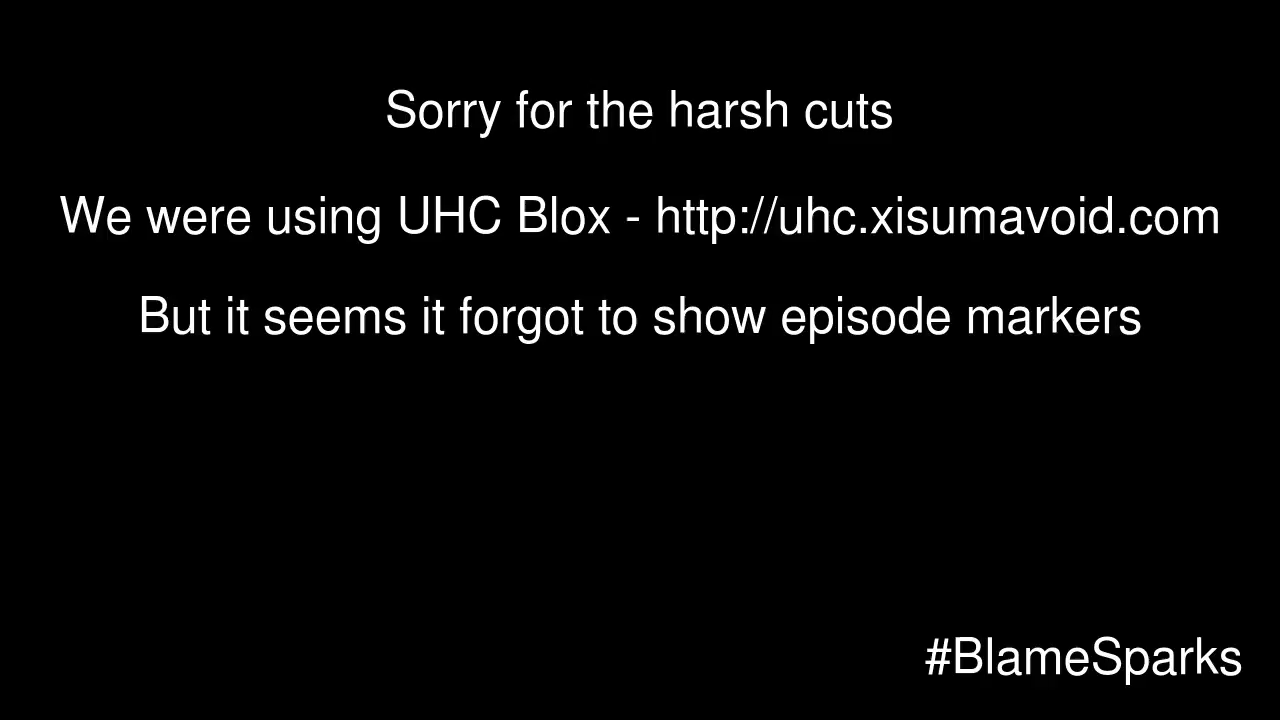 Sorry for the harsh cuts
We were using UHC Blox - http://uhc.xisumavoid.com
But it seems it forgot to show episode markers
#BlameSparks